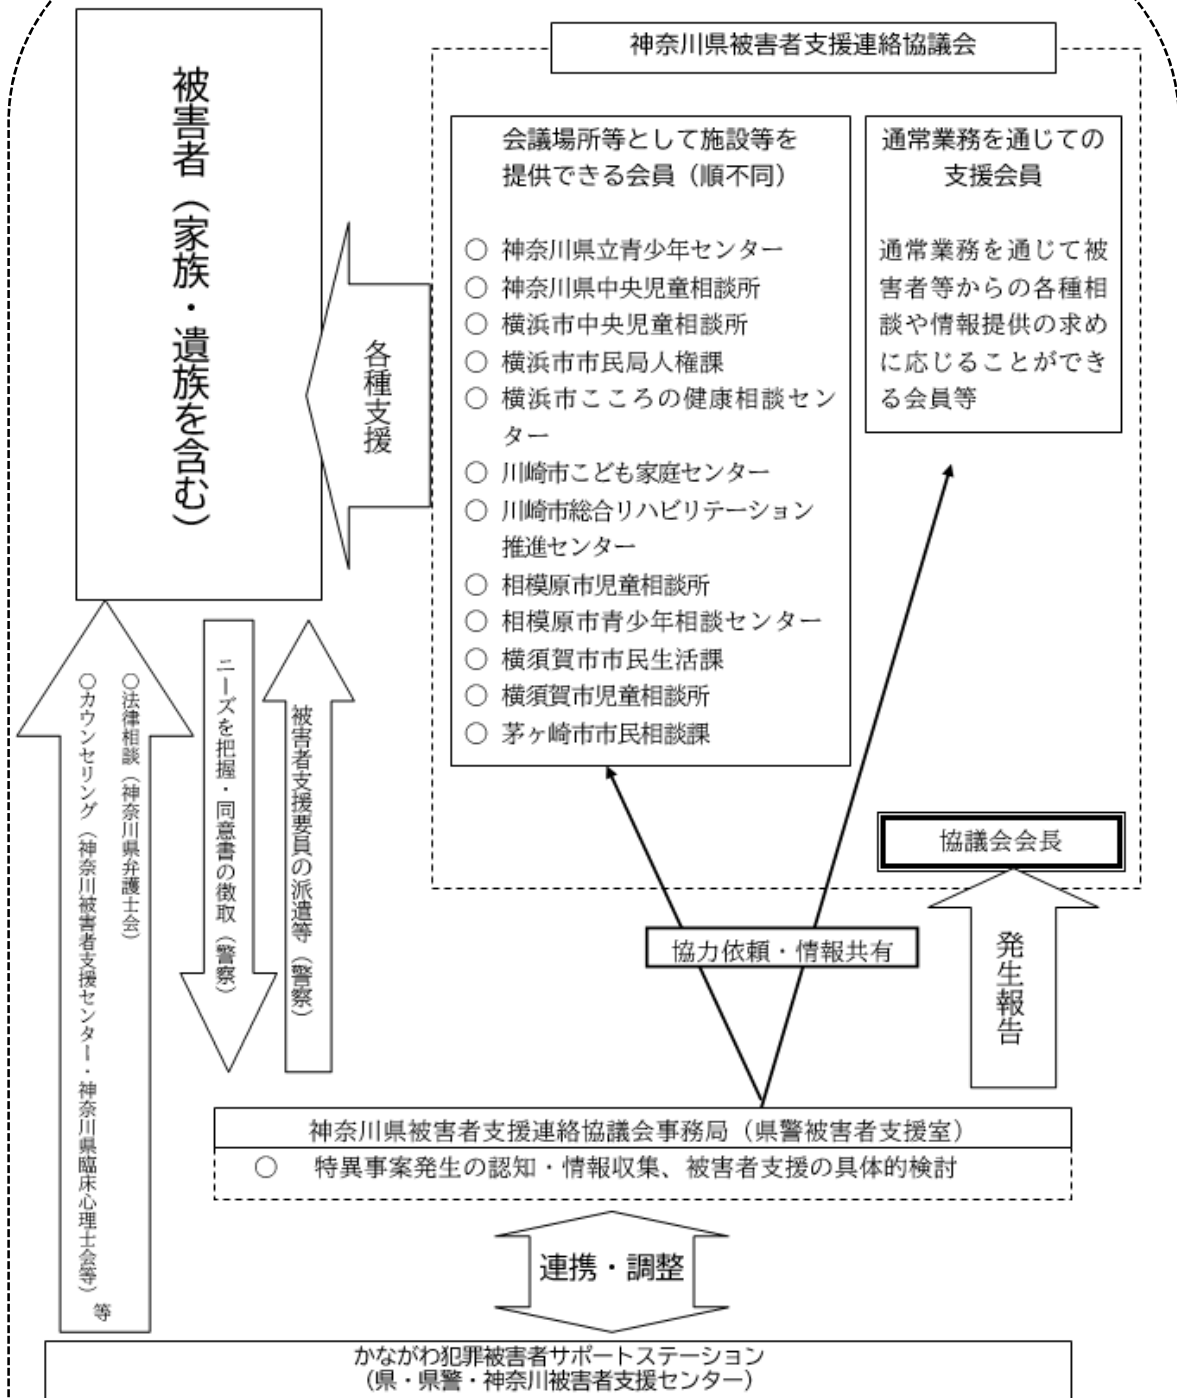 神奈川県被害者支援連絡協議会
被害者（家族・遺族を含む）
各種支援
会議場所等として施設等を
提供できる会員（順不同）
○ 神奈川県立青少年センター
○ 神奈川県中央児童相談所
○ 横浜市中央児童相談所
○ 横浜市市民局人権課
○ 横浜市こころの健康相談セン
ター
○ 川崎市こども家庭センター
○ 川崎市総合リハビリテーション
推進センター
○ 相模原市児童相談所
○ 相模原市青少年相談センター
○ 横須賀市市民生活課
○ 横須賀市児童相談所
○ 茅ヶ崎市市民相談課
通常業務を通じての
支援会員
通常業務を通じて被
害者等からの各種相
談や情報提供の求め
に応じることができ
る会員等
協議会会長
発生報告
協力依頼・情報共有
被害者支援要員の派遣等（警察）
ニーズを把握・同意書の徴取（警察）
○法律相談（神奈川県弁護士会）
○カウンセリング（神奈川被害者支援センター・神奈川県臨床心理士会等）
等
神奈川県被害者支援連絡協議会事務局（県警被害者支援室）
○ 特異事案発生の認知・情報収集、被害者支援の具体的検討
連携・調整
かながわ犯罪被害者サポートステーション
（県・県警・神奈川被害者支援センター）